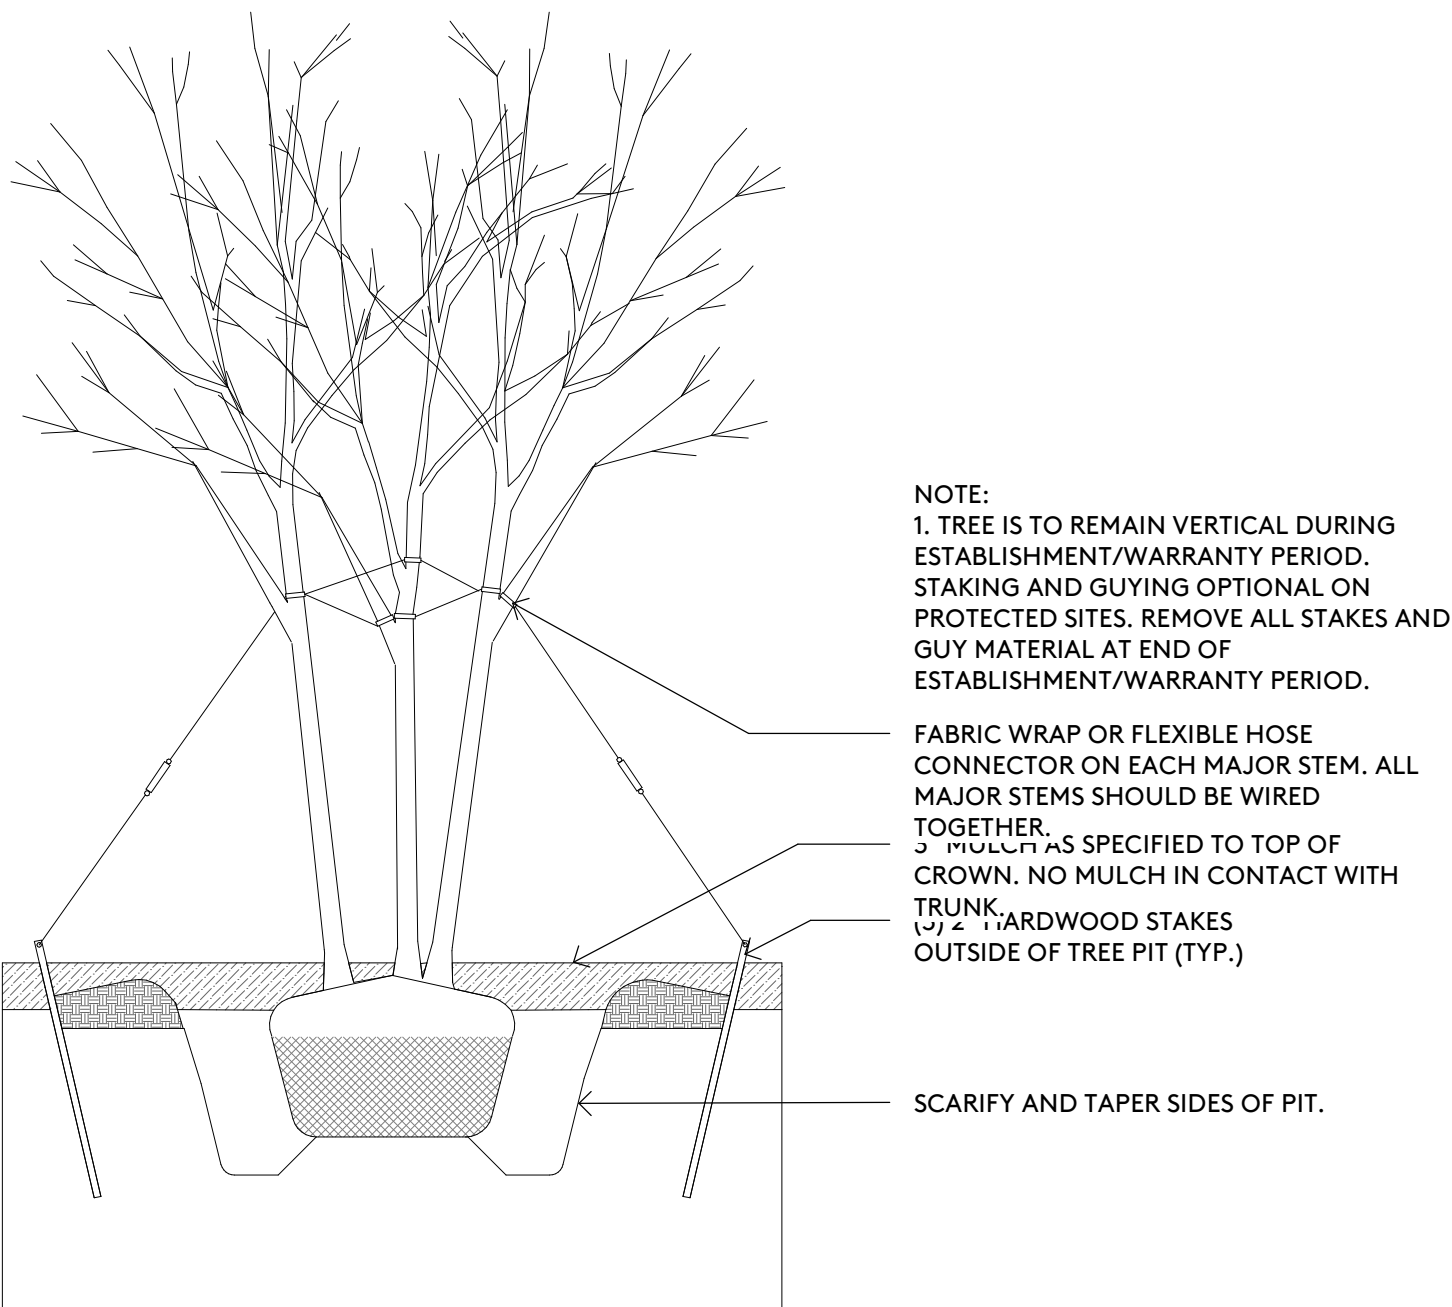 NOTE:
1. TREE IS TO REMAIN VERTICAL DURING
ESTABLISHMENT/WARRANTY PERIOD.
STAKING AND GUYING OPTIONAL ON
PROTECTED SITES. REMOVE ALL STAKES AND
GUY MATERIAL AT END OF
ESTABLISHMENT/WARRANTY PERIOD.
FABRIC WRAP OR FLEXIBLE HOSE
CONNECTOR ON EACH MAJOR STEM. ALL
MAJOR STEMS SHOULD BE WIRED
TOGETHER.
MULCH AS SPECIFIED TO TOP OF
CROWN. NO MULCH IN CONTACT WITH
TRUNK.
HARDWOOD STAKES
OUTSIDE OF TREE PIT (TYP.)
SCARIFY AND TAPER SIDES OF PIT.